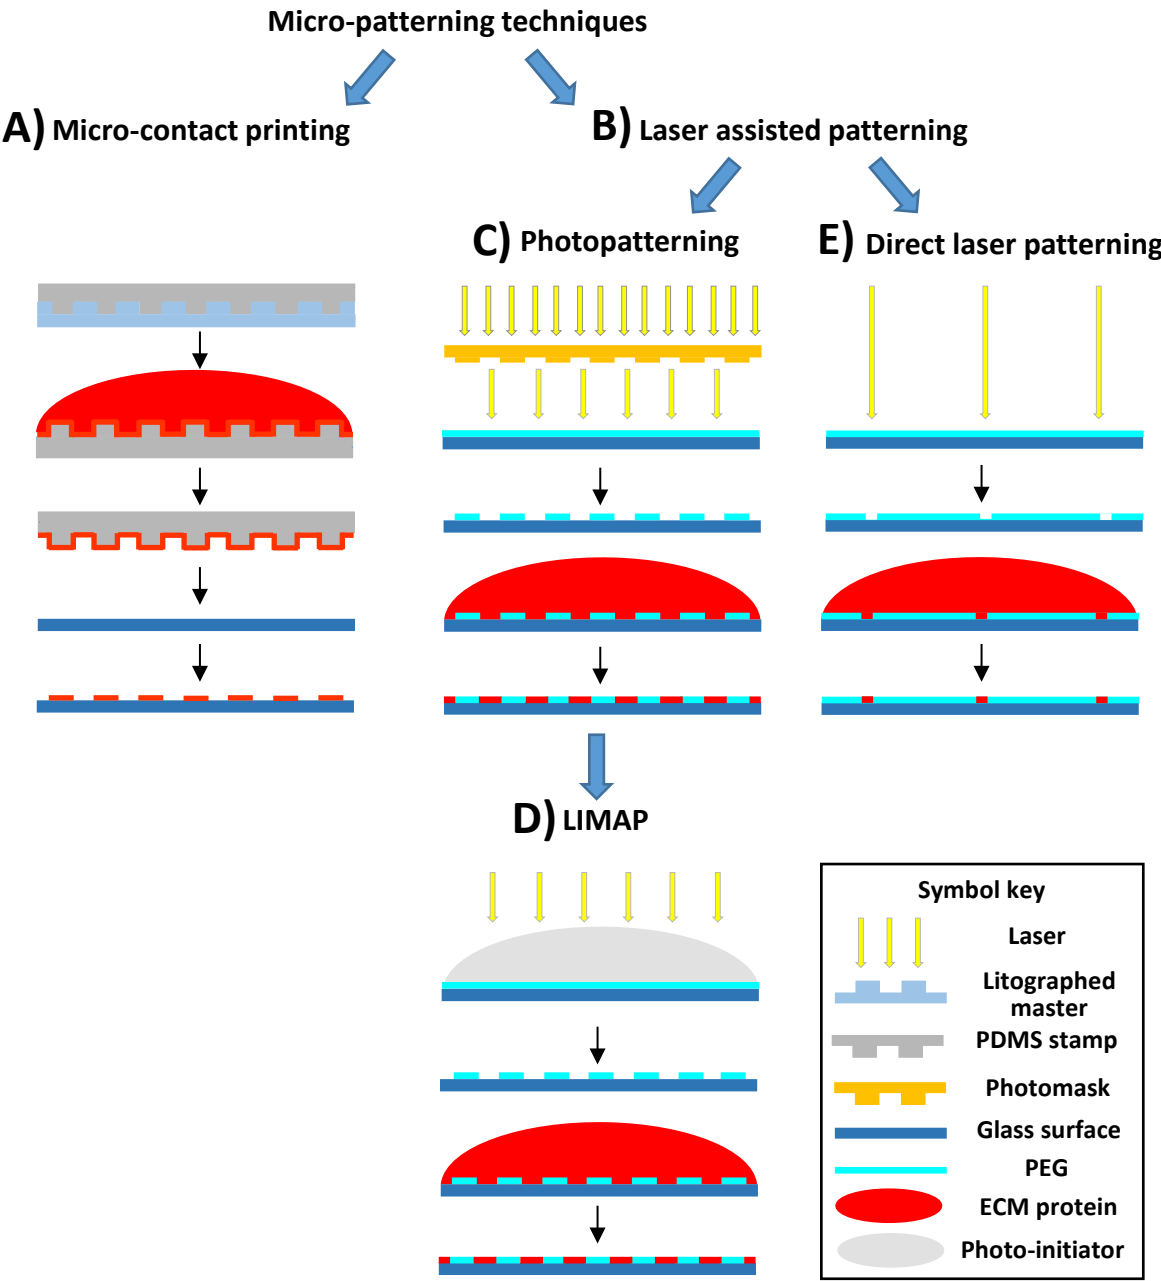 Micro-patterning techniques
A) Micro-contact printing
B) Laser assisted patterning
C) Photopatterning
E) Direct laser patterning
D) LIMAP
Symbol key
Laser
Litographed
master
PDMS stamp
Photomask
Glass surface
PEG
ECM protein
Photo-initiator